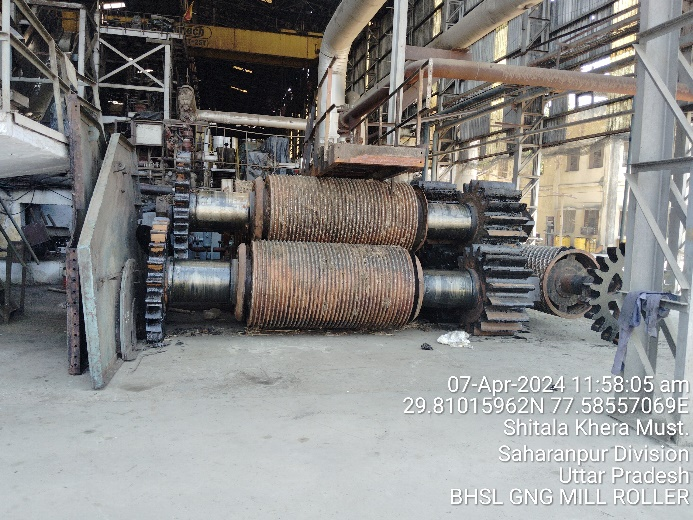 07-Apr-2024 11:58:05 am
29.81015962N 77.58557069E
Shitala Khera Must.
Saharanpur Division
Uttar Pradesh
BHSL GNG MILL ROLLER